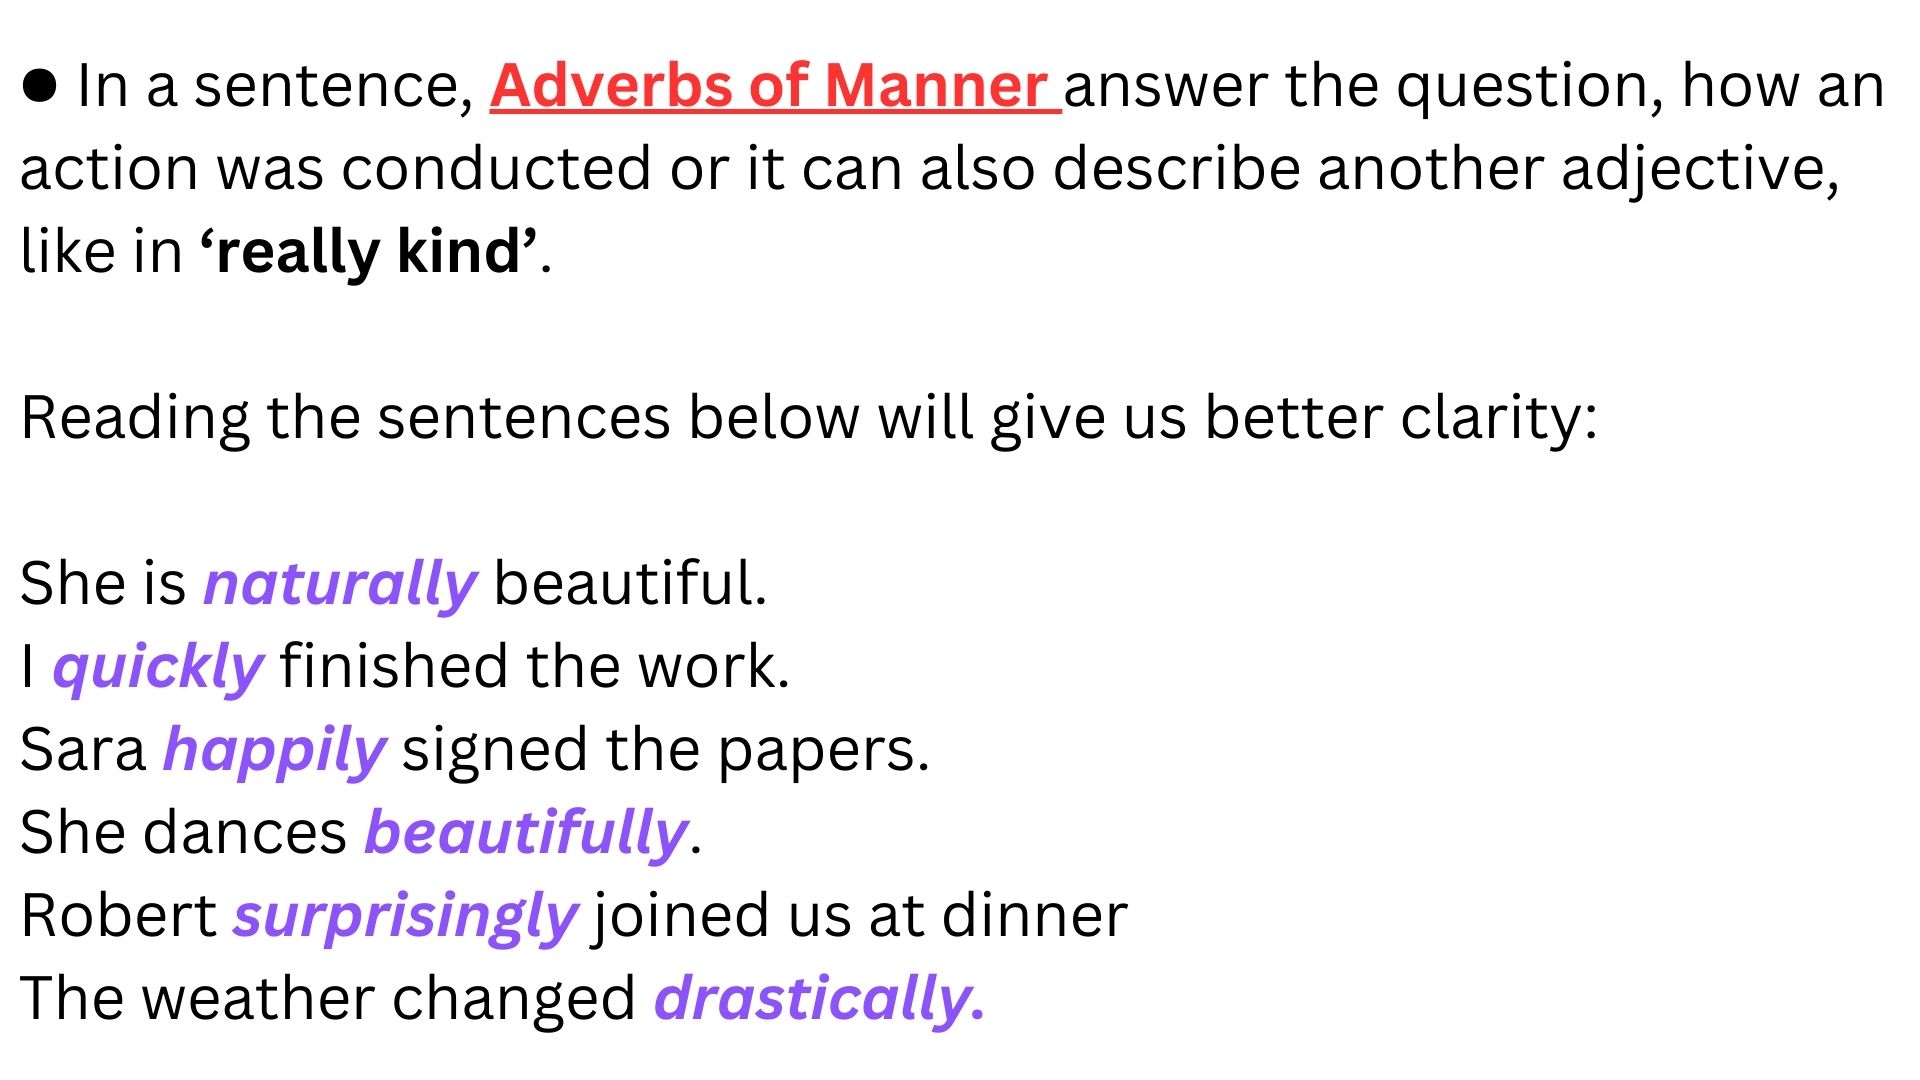 ● In a sentence, Adverbs of Manner answer the question, how an
action was conducted or it can also describe another adjective,
like in ‘really kind’.
Reading the sentences below will give us better clarity:
She is naturally beautiful.
I quickly finished the work.
Sara happily signed the papers.
She dances beautifully.
Robert surprisingly joined us at dinner
The weather changed drastically.